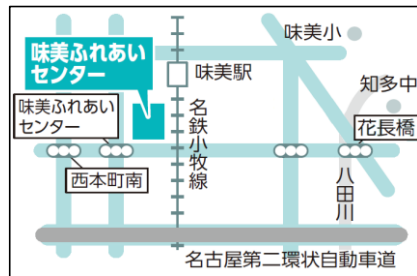 味美ふれあい
センター
味美小
味美駅
知多中
味美ふれあい
センター
名鉄小牧線
花長橋
西本町南
八田川
名古屋第二環状自動車道